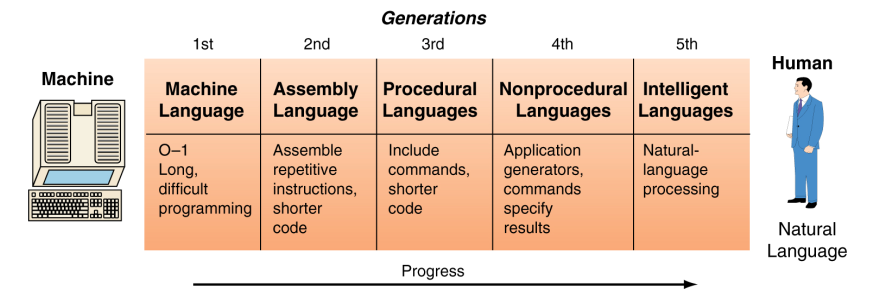 Generations
1st 2nd 3rd 4th 5th
Machine
Human
Machine
Language
Assembly
Language
Procedural
Languages
Nonprocedural
Languages
Intelligent
Languages
O–1
Long,
difficult
programming
Assemble
repetitive
instructions,
shorter
code
Include
commands,
shorter
code
Application
generators,
commands
specify
results
Natural-
language
processing
Natural
Language
Progress